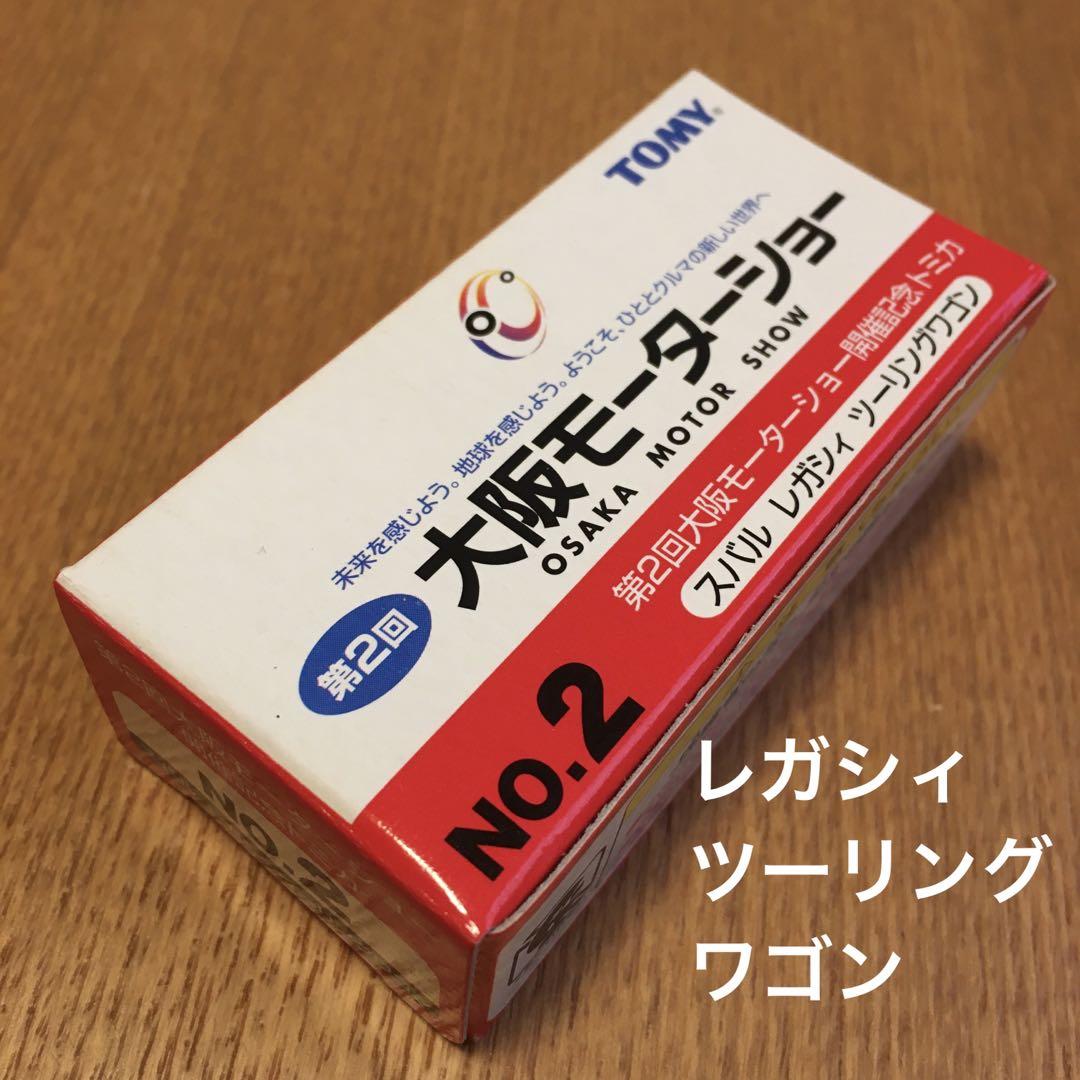 TOMY
未来を感じよう。地球を感じよう。ようこそ、ひととクルマの新しい世界へ
第2回
大阪モーターショー
OSAKA MOTOR SHOW
第2回大阪モーターショー開催記念トミカ
スバル レガシィ ツーリングワゴン
NO.2
NO.2
レガシィ
ツーリング
ワゴン